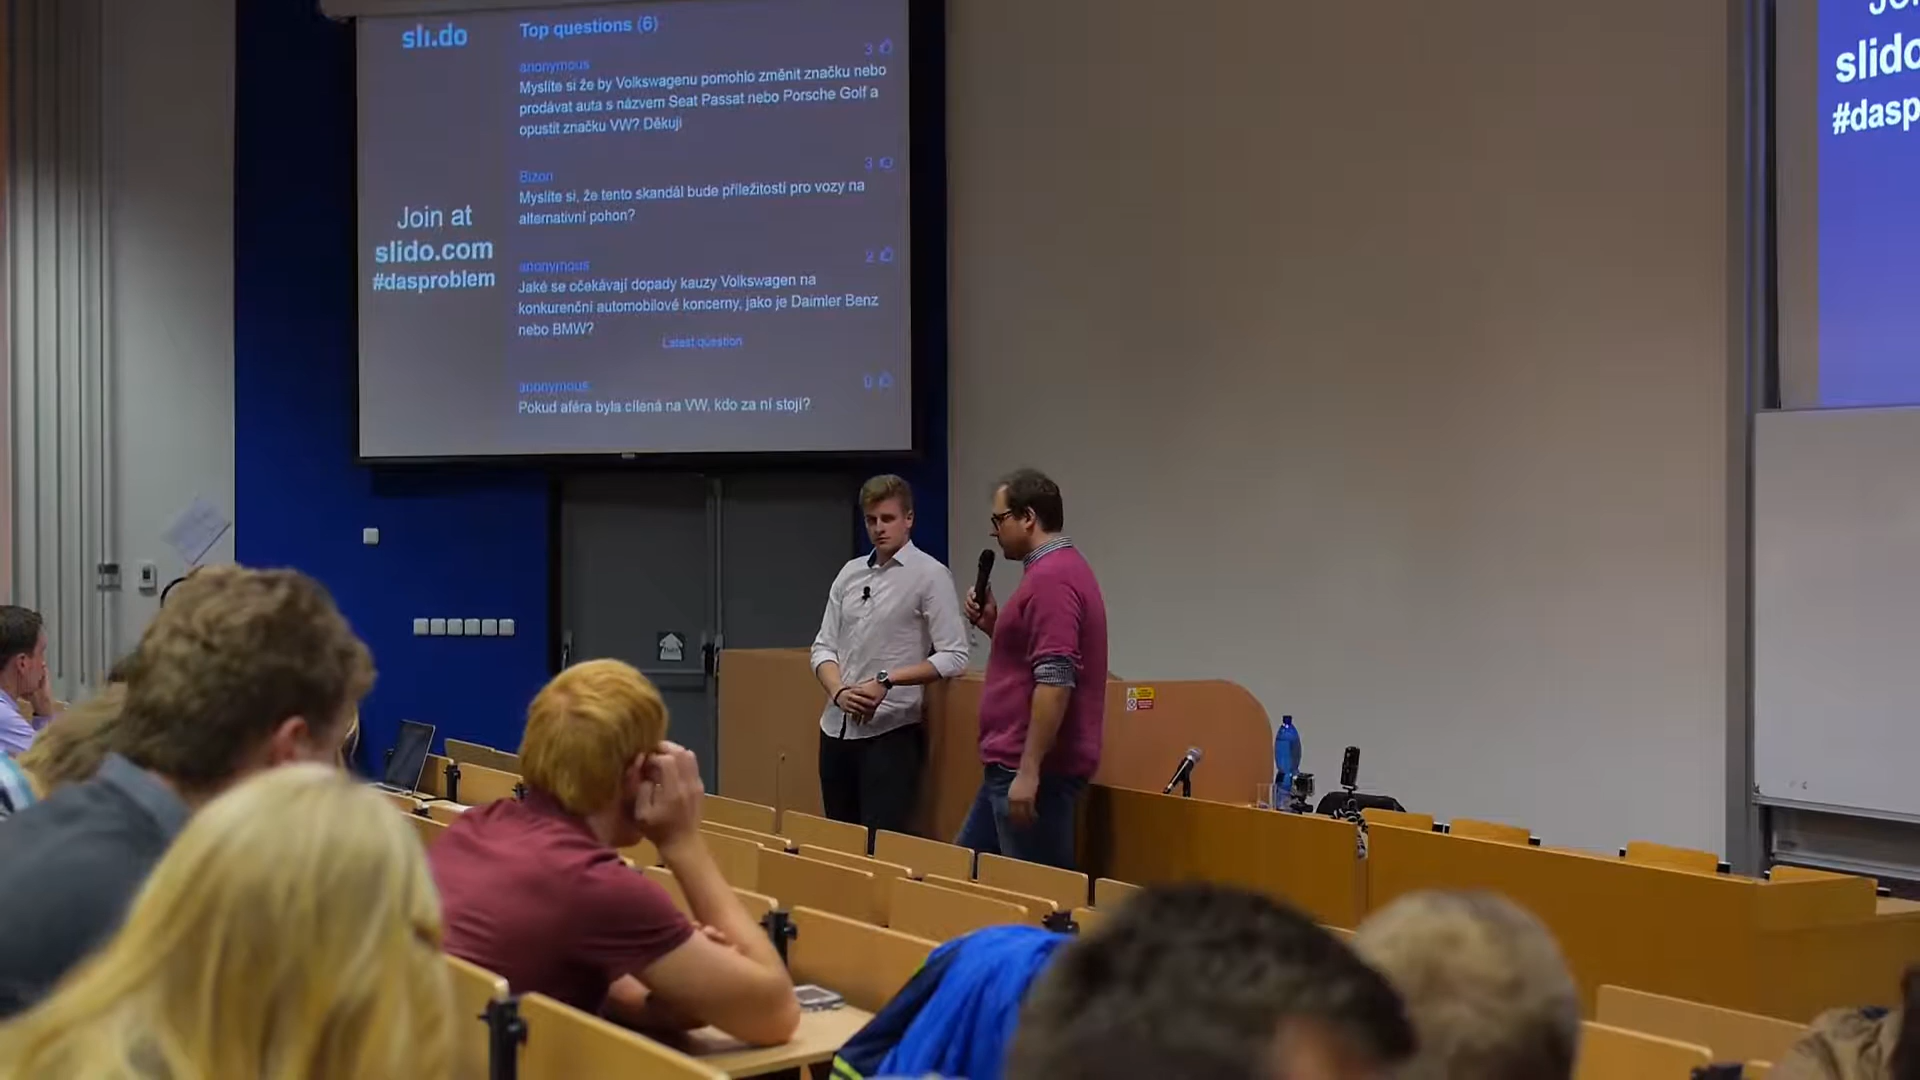 sli.do
Top questions (6)
3
anonymous
Myslíte si že by Volkswagenu pomohlo změnit značku nebo
prodávat auta s názvem Seat Passat nebo Porsche Golf a
opustit značku VW? Děkuji
3
Bizon
Myslíte si, že tento skandál bude příležitostí pro vozy na
alternativní pohon?
Join at
slido.com
#dasproblem
2
anonymous
Jaké se očekávají dopady kauzy Volkswagen na
konkurenční automobilové koncerny, jako je Daimler Benz
nebo BMW?
Latest question
0
anonymous
Pokud aféra byla cílená na VW, kdo za ní stojí?
slido
#dasp